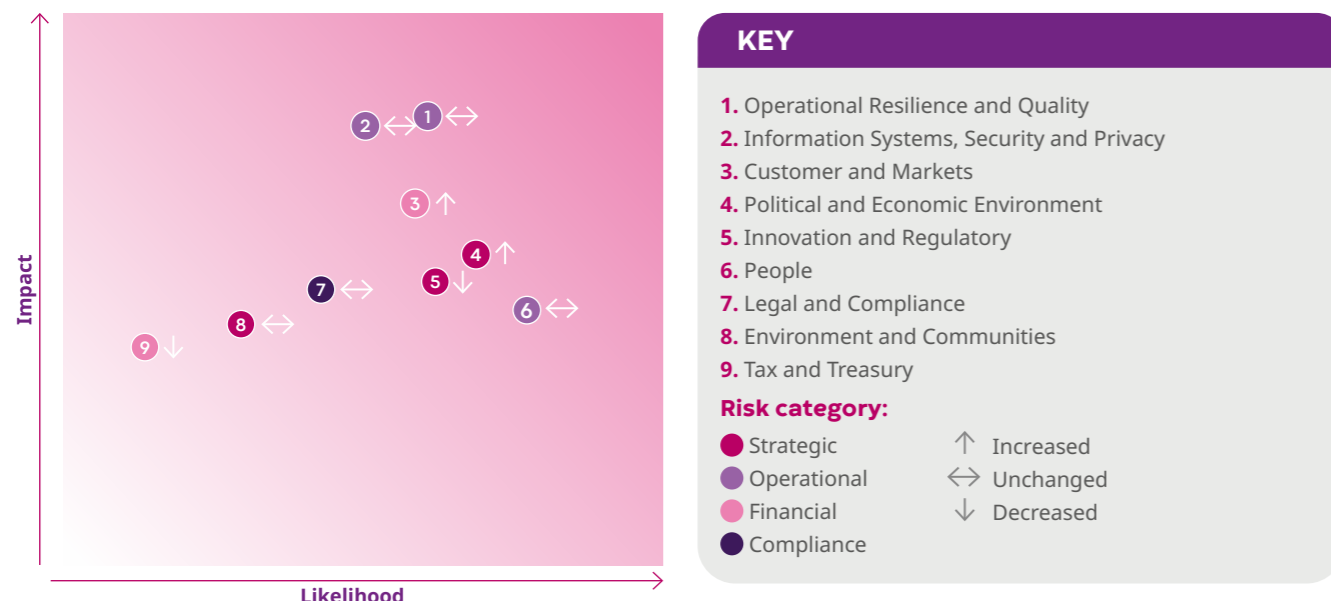 Impact
2
1
3
4
5
7
6
8
9
Likelihood
KEY
1. Operational Resilience and Quality
2. Information Systems, Security and Privacy
3. Customer and Markets
4. Political and Economic Environment
5. Innovation and Regulatory
6. People
7. Legal and Compliance
8. Environment and Communities
9. Tax and Treasury
Risk category:
Strategic
Operational
Financial
Compliance
Increased
Unchanged
Decreased